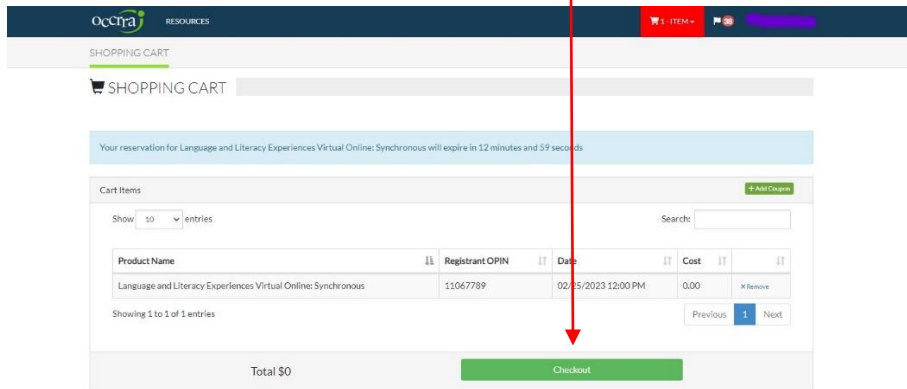 occrra RESOURCES 1 - ITEM 38
SHOPPING CART
SHOPPING CART
Your reservation for Language and Literacy Experiences Virtual Online: Synchronous will expire in 12 minutes and 59 seconds
Cart Items + Add Coupon
Show 10 entries Search:
Product Name Registrant OPIN Date Cost
Language and Literacy Experiences Virtual Online: Synchronous 11067789 02/25/2023 12:00 PM 0.00 × Remove
Showing 1 to 1 of 1 entries Previous 1 Next
Total $0 Checkout